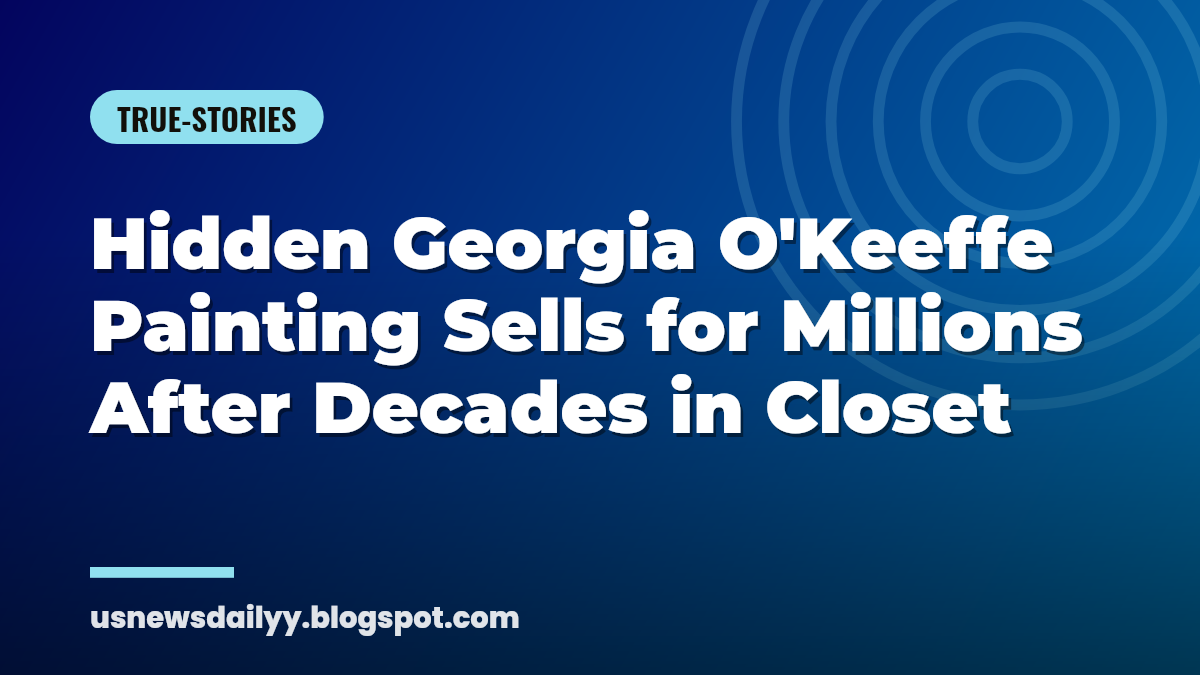 TRUE-STORIES
Hidden Georgia O'Keeffe
Painting Sells for Millions
After Decades in Closet
usnewsdailyy.blogspot.com